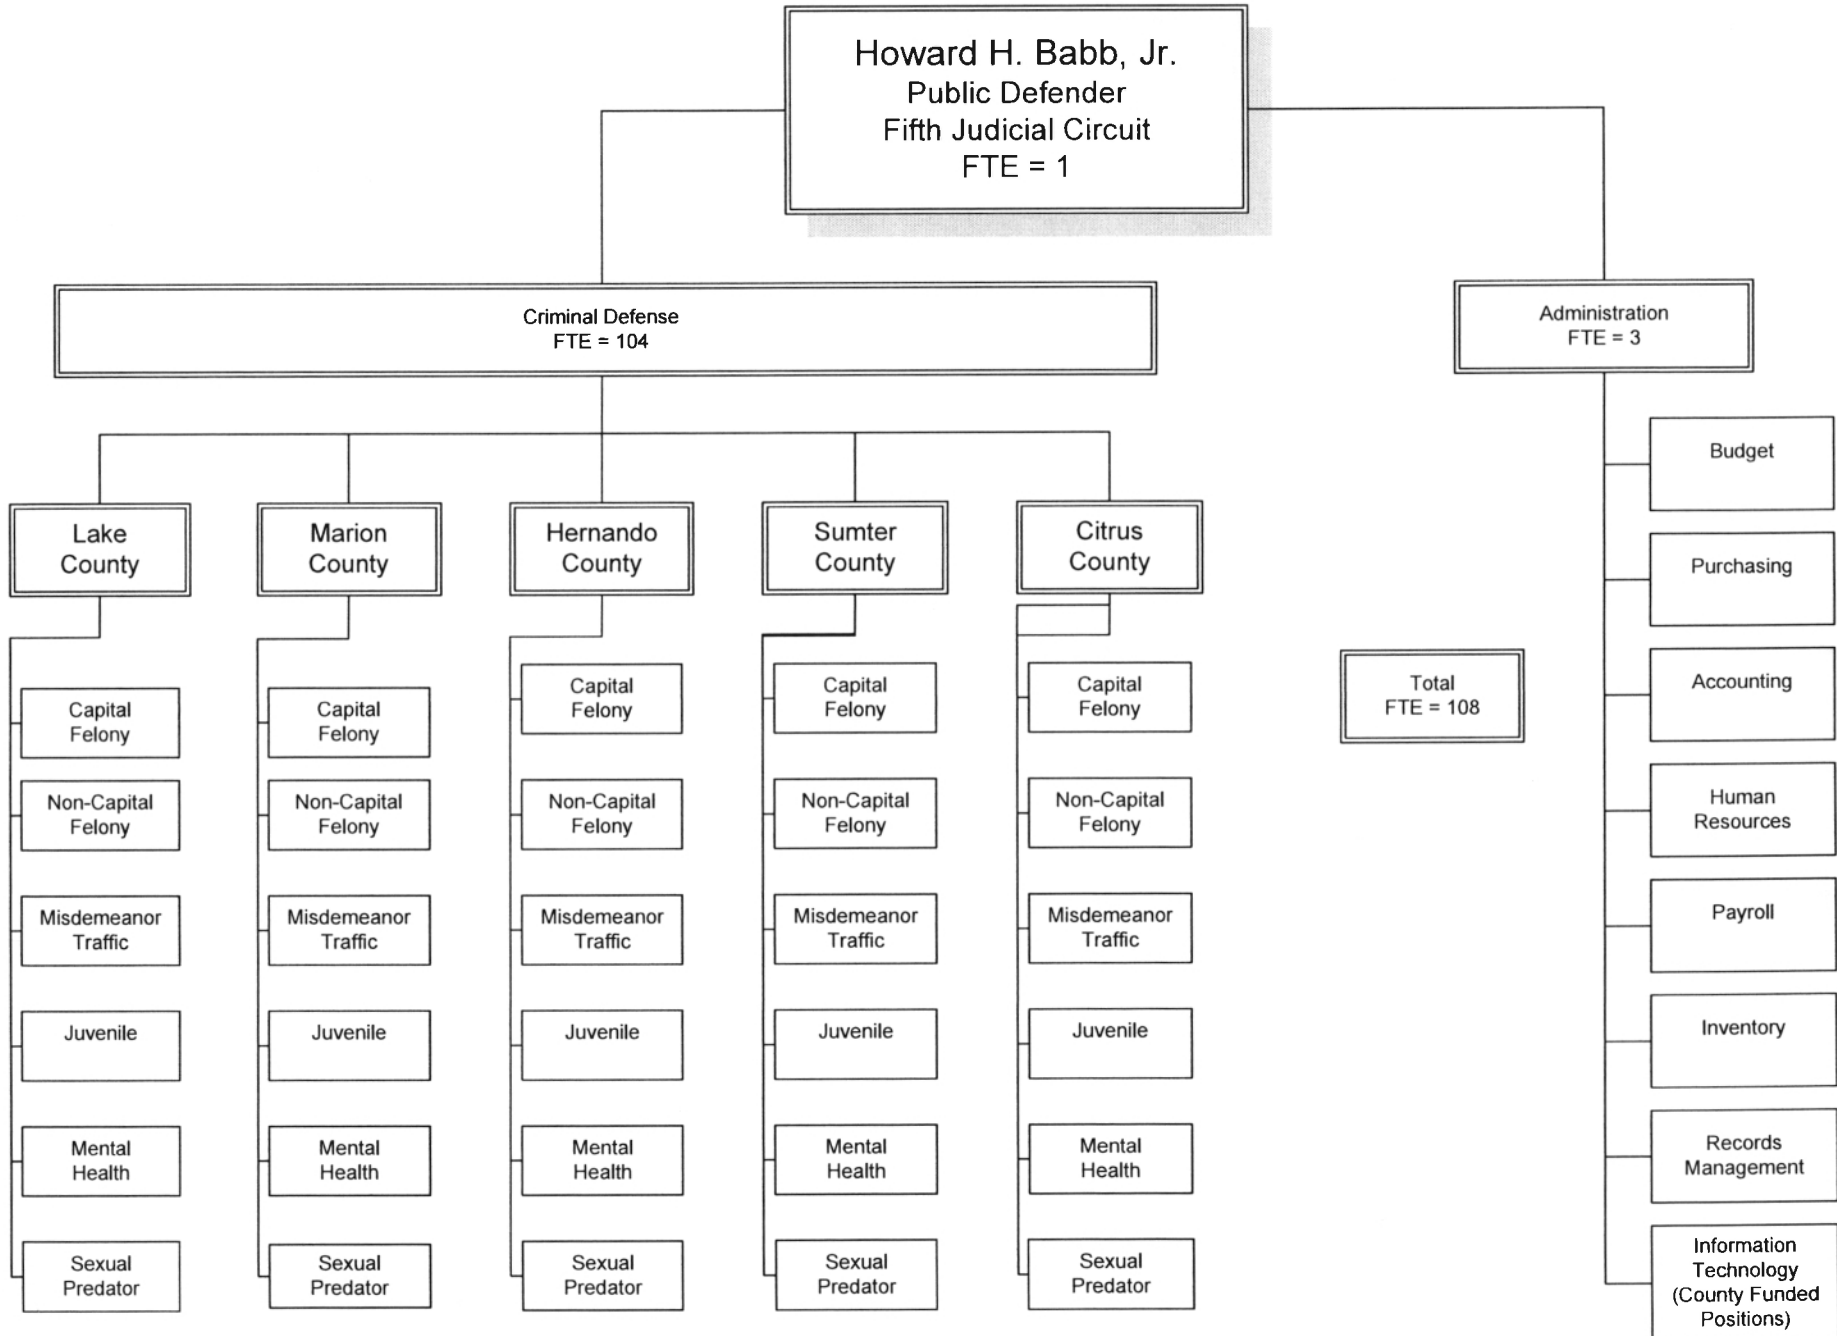 Howard H. Babb, Jr.
Public Defender
Fifth Judicial Circuit
FTE = 1
Criminal Defense
FTE = 104
Administration
FTE = 3
Lake
County
Capital
Felony
Non-Capital
Felony
Misdemeanor
Traffic
Juvenile
Mental
Health
Sexual
Predator
Marion
County
Capital
Felony
Non-Capital
Felony
Misdemeanor
Traffic
Juvenile
Mental
Health
Sexual
Predator
Hernando
County
Capital
Felony
Non-Capital
Felony
Misdemeanor
Traffic
Juvenile
Mental
Health
Sexual
Predator
Sumter
County
Capital
Felony
Non-Capital
Felony
Misdemeanor
Traffic
Juvenile
Mental
Health
Sexual
Predator
Citrus
County
Capital
Felony
Non-Capital
Felony
Misdemeanor
Traffic
Juvenile
Mental
Health
Sexual
Predator
Total
FTE = 108
Budget
Purchasing
Accounting
Human
Resources
Payroll
Inventory
Records
Management
Information
Technology
(County Funded
Positions)